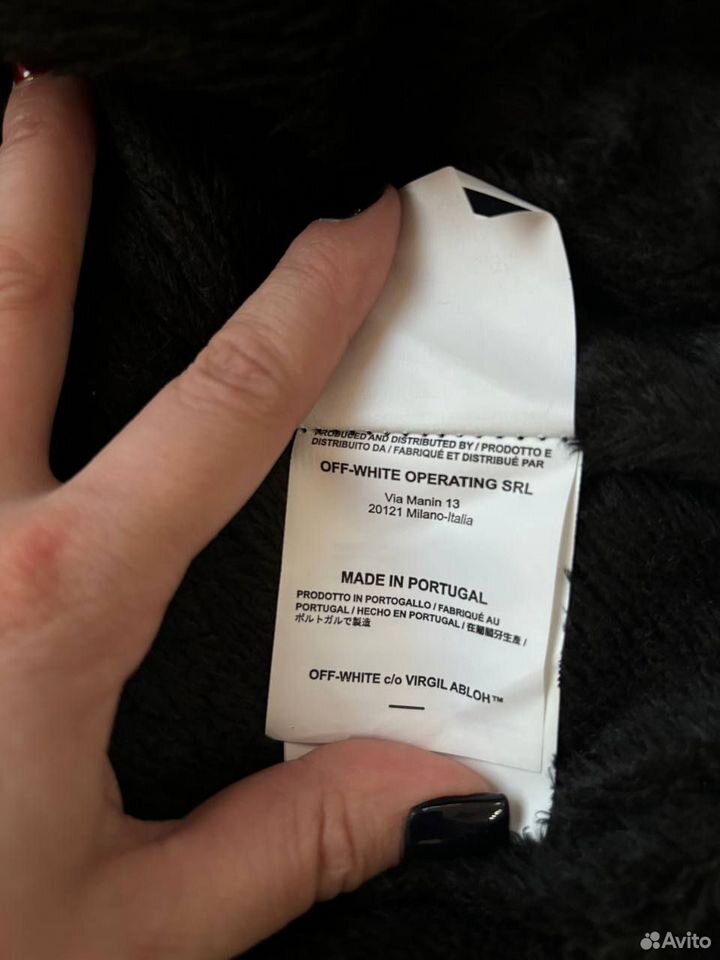 PRODUCED AND DISTRIBUTED BY / PRODOTTO E
DISTRIBUITO DA / FABRIQUÉ ET DISTRIBUÉ PAR
OFF-WHITE OPERATING SRL
Via Manin 13
20121 Milano-Italia
MADE IN PORTUGAL
PRODOTTO IN PORTOGALLO / FABRIQUÉ AU
PORTUGAL / HECHO EN PORTUGAL / 在葡萄牙生產 /
ポルトガルで製造
OFF-WHITE c/o VIRGIL ABLOH™
Avito